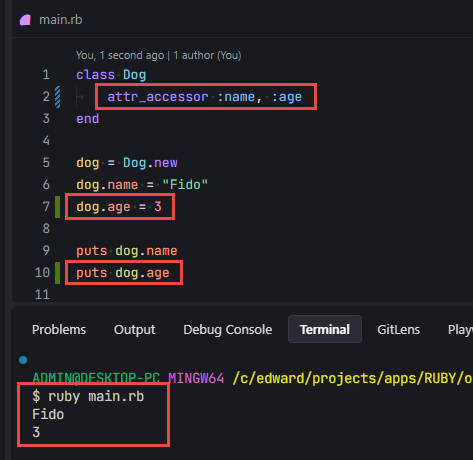 main.rb
You, 1 second ago | 1 author (You)
1 class Dog
2 attr_accessor :name, :age
3 end
4
5 dog = Dog.new
6 dog.name = "Fido"
7 dog.age = 3
8
9 puts dog.name
10 puts dog.age
11
Problems Output Debug Console Terminal GitLens Play
ADMIN@DESKTOP-PC MINGW64 /c/edward/projects/apps/RUBY/o
$ ruby main.rb
Fido
3